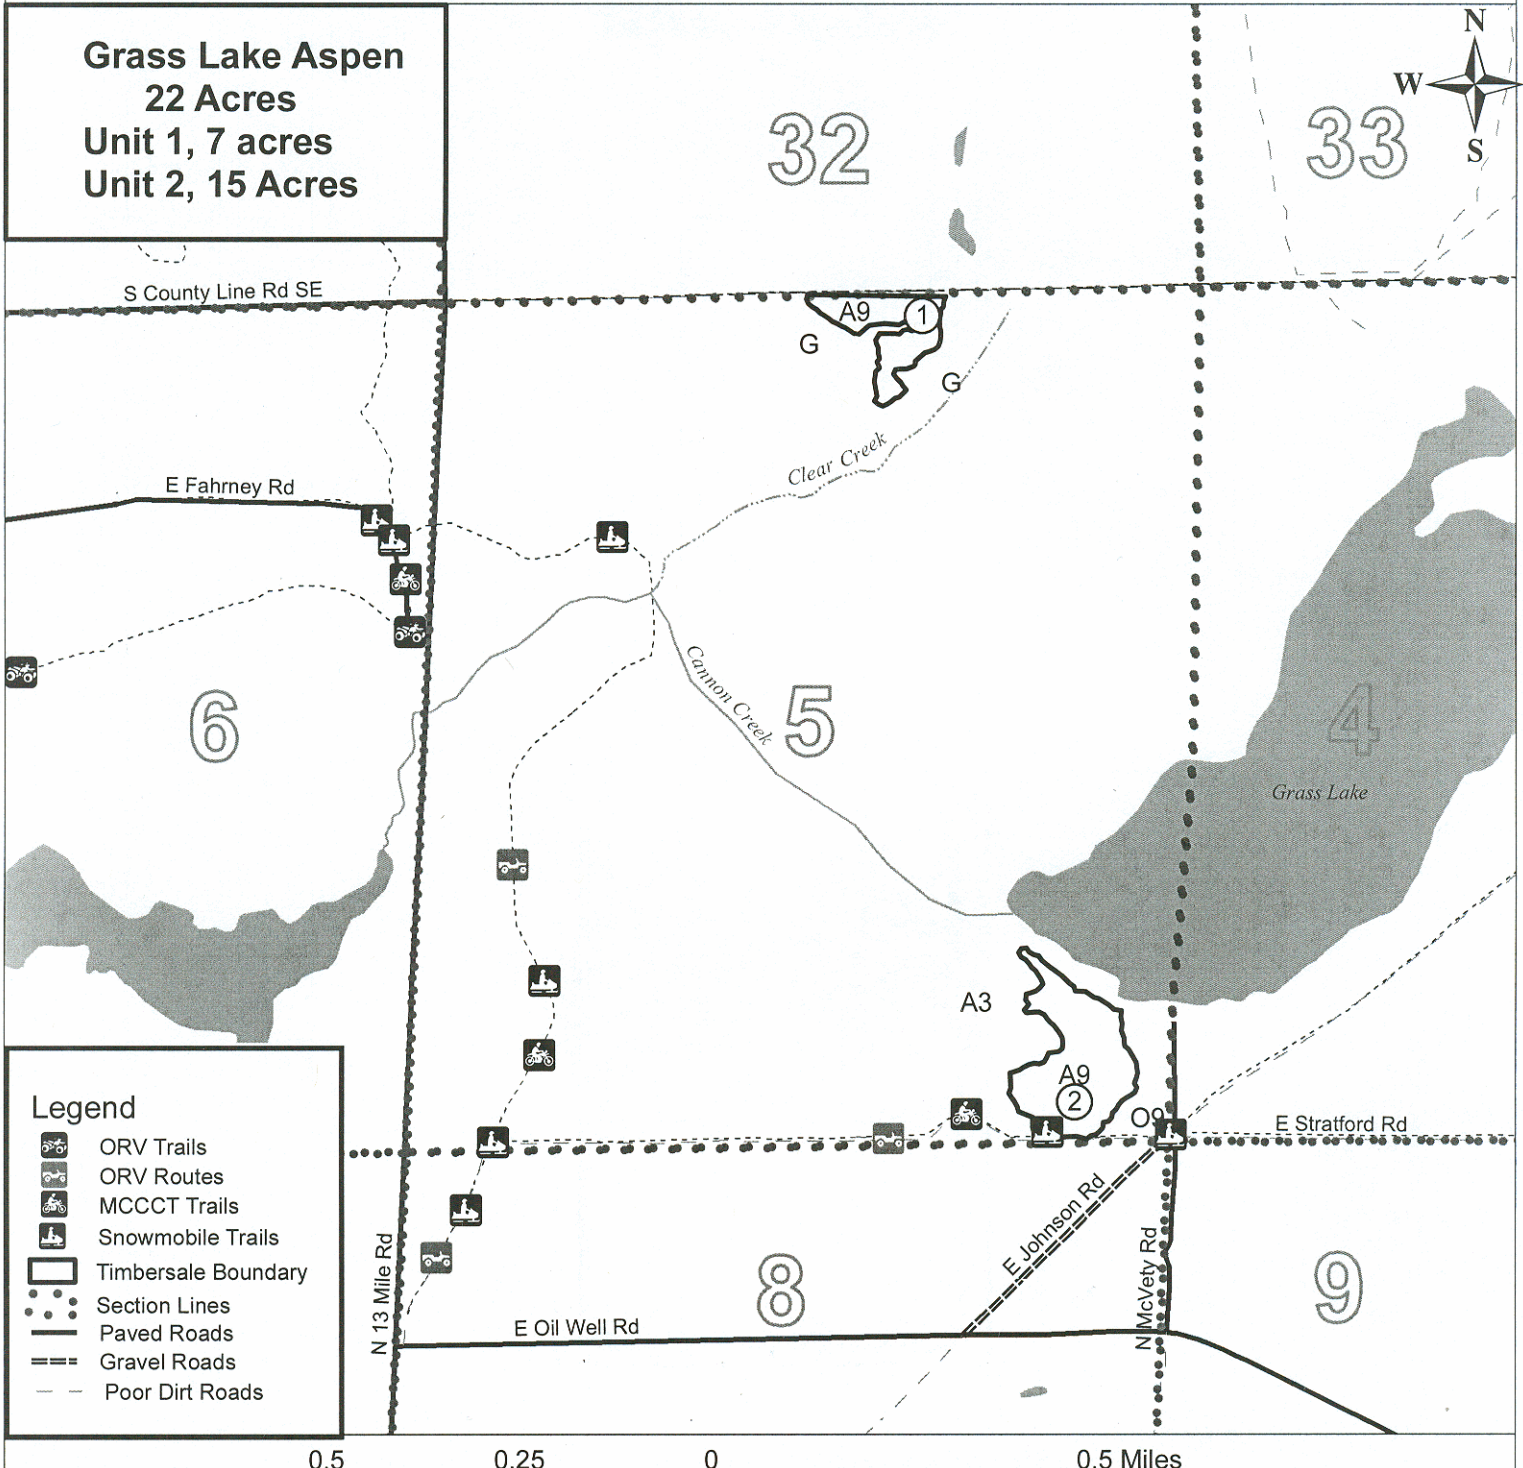 Grass Lake Aspen
22 Acres
Unit 1, 7 acres
Unit 2, 15 Acres
N
W
S
32
33
S County Line Rd SE
A9
1
G
G
Clear Creek
E Fahrney Rd
Cannon Creek
6
5
4
Grass Lake
A3
A9
2
O9
E Stratford Rd
E Johnson Rd
N McVety Rd
N 13 Mile Rd
8
9
E Oil Well Rd
Legend
ORV Trails
ORV Routes
MCCCT Trails
Snowmobile Trails
Timbersale Boundary
Section Lines
Paved Roads
Gravel Roads
Poor Dirt Roads
0.5 0.25 0 0.5 Miles